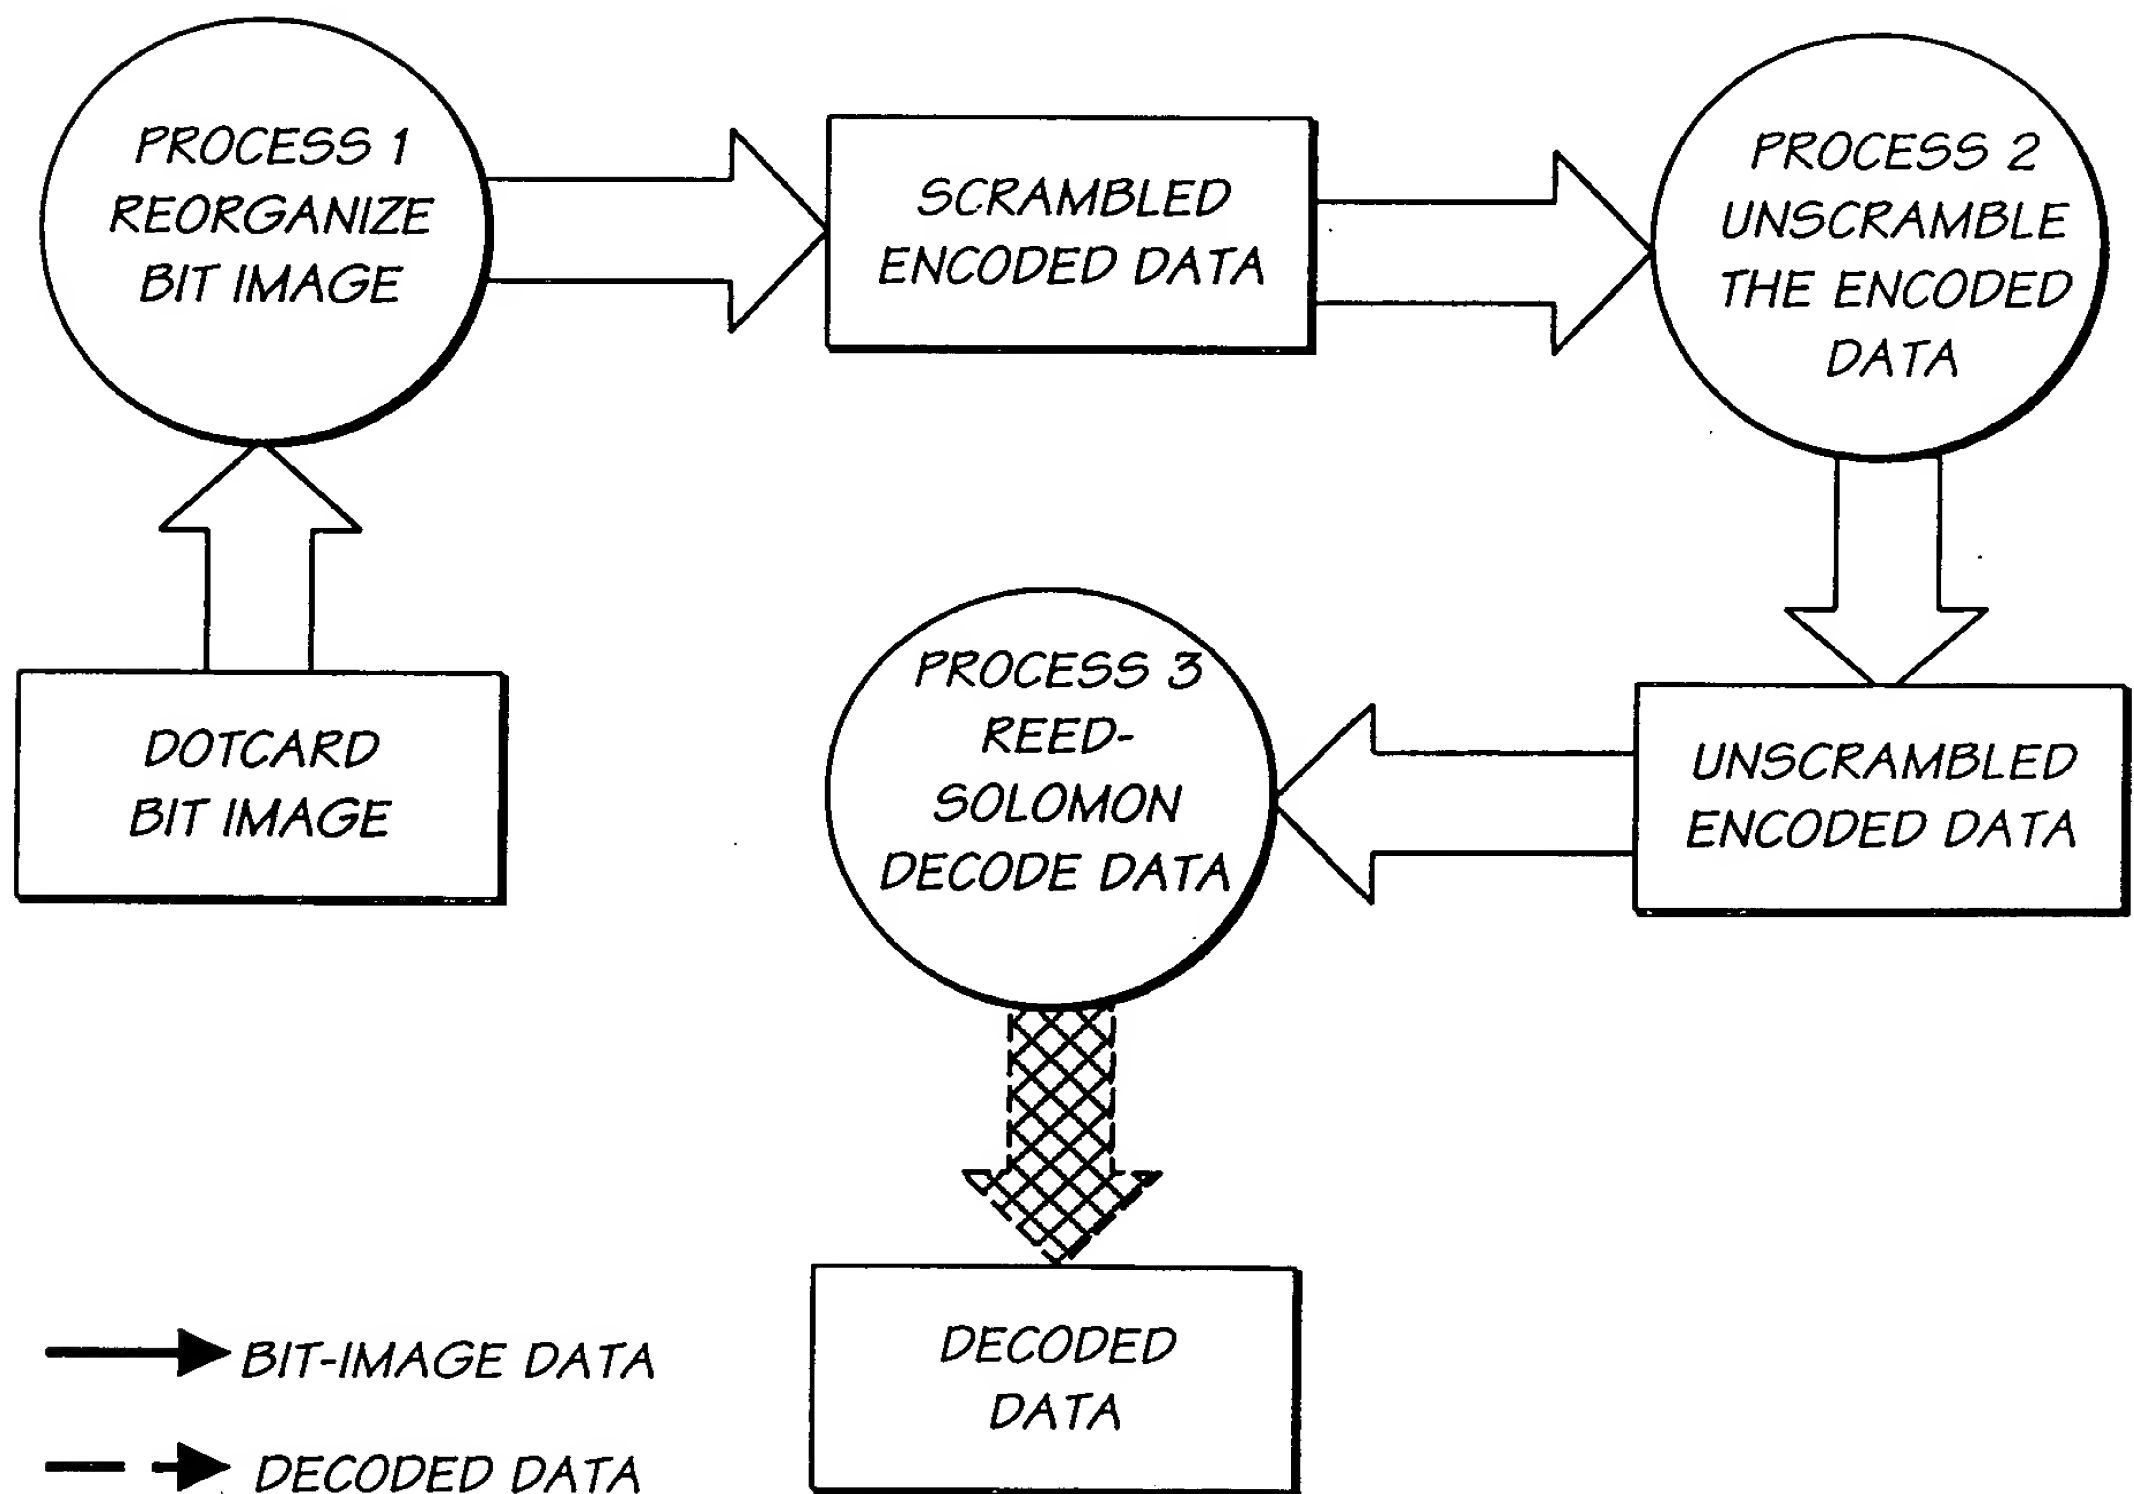 PROCESS 1
REORGANIZE
BIT IMAGE
SCRAMBLED
ENCODED DATA
PROCESS 2
UNSCRAMBLE
THE ENCODED
DATA
DOTCARD
BIT IMAGE
PROCESS 3
REED-
SOLOMON
DECODE DATA
UNSCRAMBLED
ENCODED DATA
DECODED
DATA
BIT-IMAGE DATA
DECODED DATA